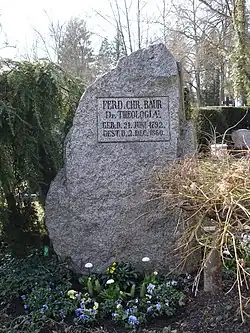 FERD. CHR. BAUR
Dr. THEOLOGIÆ
GEB. D. 21. JUNI 1792.
GEST. D. 2. DEC. 1860.